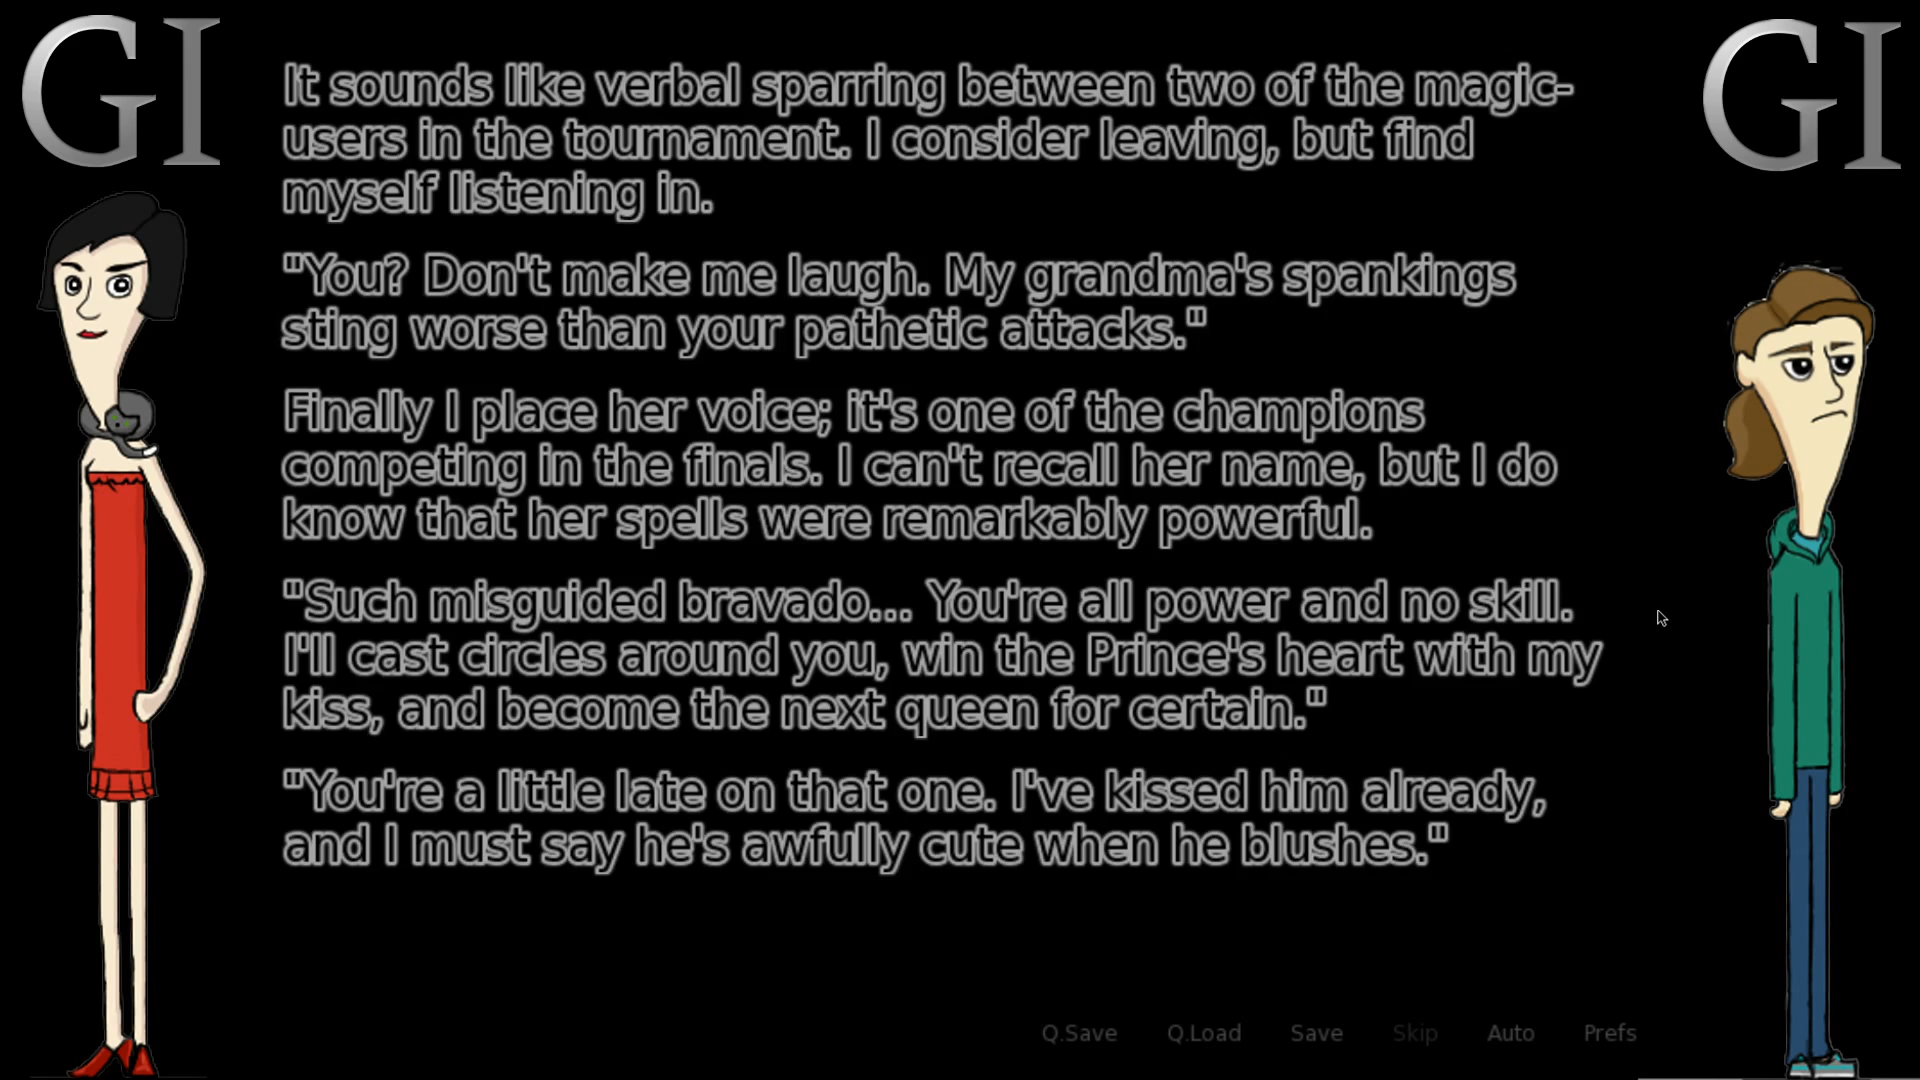 GI
GI
It sounds like verbal sparring between two of the magic-
users in the tournament. I consider leaving, but find
myself listening in.
"You? Don't make me laugh. My grandma's spankings
sting worse than your pathetic attacks."
Finally I place her voice; it's one of the champions
competing in the finals. I can't recall her name, but I do
know that her spells were remarkably powerful.
"Such misguided bravado... You're all power and no skill.
I'll cast circles around you, win the Prince's heart with my
kiss, and become the next queen for certain."
"You're a little late on that one. I've kissed him already,
and I must say he's awfully cute when he blushes."
Q.Save Q.Load Save Skip Auto Prefs